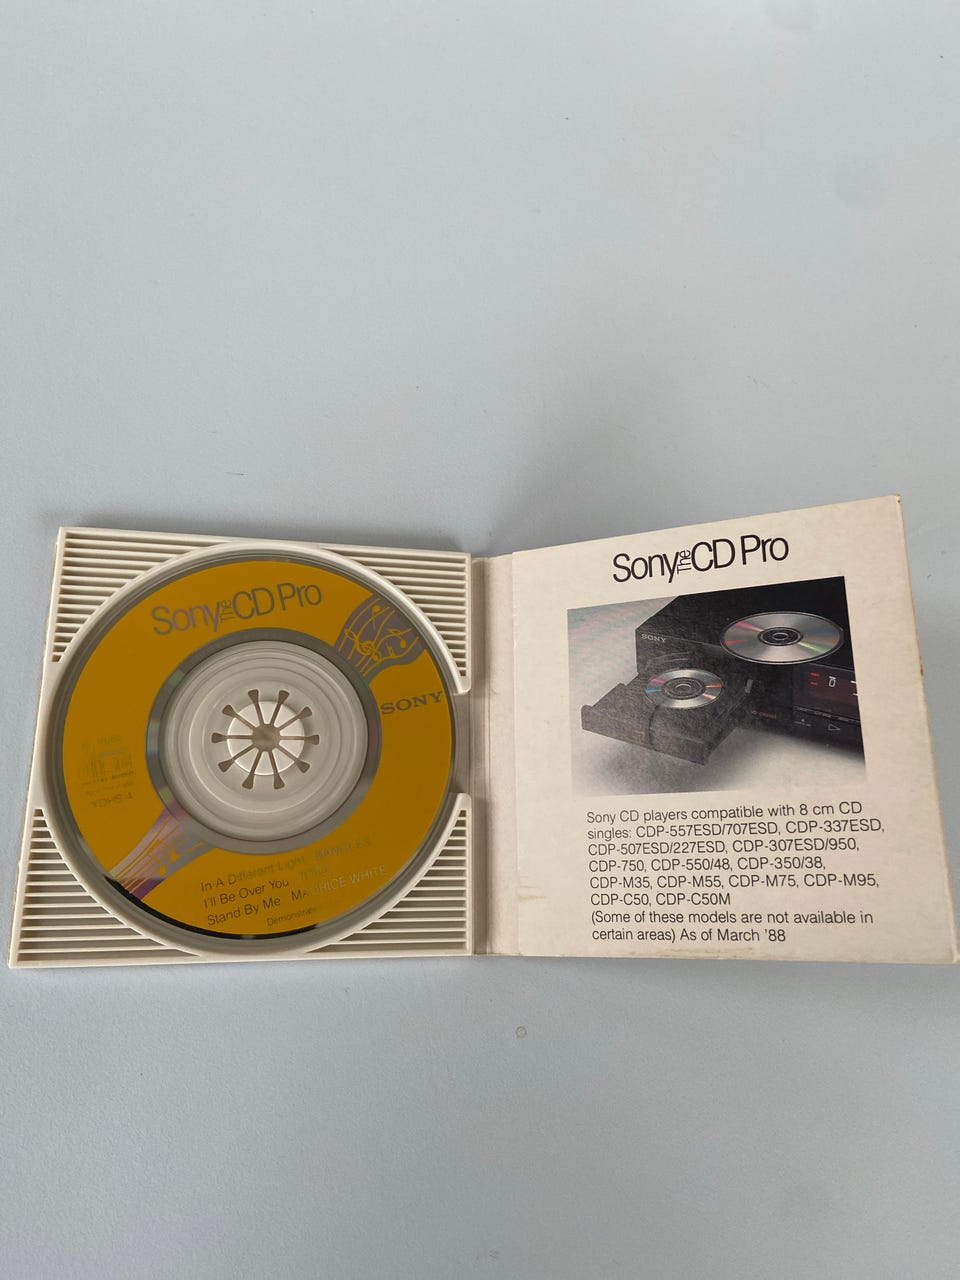 Sony The CD Pro
SONY
YDHS 4
In A Different Light BANGLES
I'll Be Over You
Stand By Me MAURICE WHITE
Sony The CD Pro
SONY
Sony CD players compatible with 8 cm CD
singles: CDP-557ESD/707ESD, CDP-337ESD,
CDP-507ESD/227ESD, CDP-307ESD/950,
CDP-750, CDP-550/48, CDP-350/38,
CDP-M35, CDP-M55, CDP-M75, CDP-M95,
CDP-C50, CDP-C50M
(Some of these models are not available in
certain areas) As of March '88